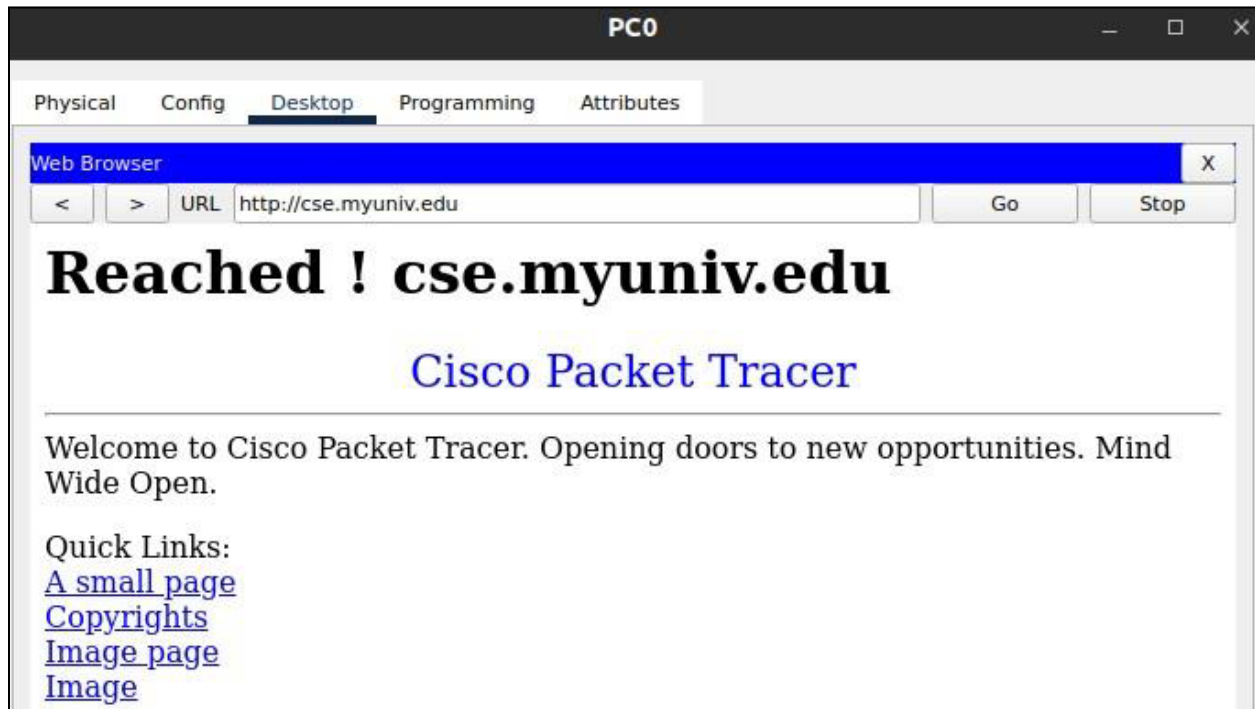 PC0
Physical Config Desktop Programming Attributes
Web Browser X
< > URL http://cse.myuniv.edu Go Stop
Reached ! cse.myuniv.edu
Cisco Packet Tracer
Welcome to Cisco Packet Tracer. Opening doors to new opportunities. Mind
Wide Open.
Quick Links:
A small page
Copyrights
Image page
Image